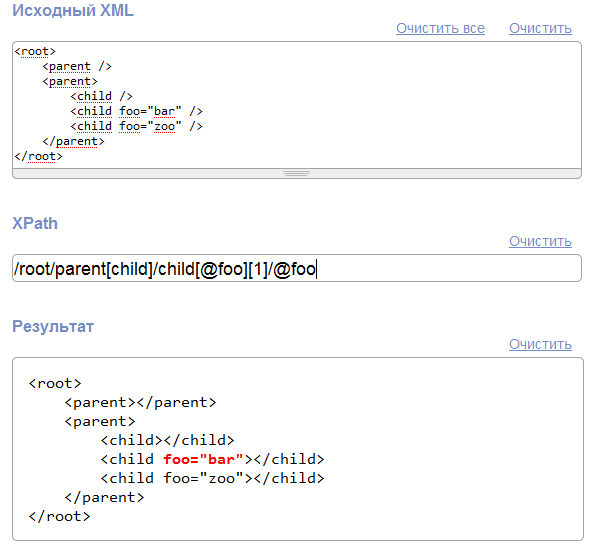 Исходный XML
Очистить все Очистить
<root>
    <parent />
    <parent>
        <child />
        <child foo="bar" />
        <child foo="zoo" />
    </parent>
</root>
XPath
Очистить
/root/parent[child]/child[@foo][1]/@foo
Результат
Очистить
<root>
    <parent></parent>
    <parent>
        <child></child>
        <child foo="bar"></child>
        <child foo="zoo"></child>
    </parent>
</root>